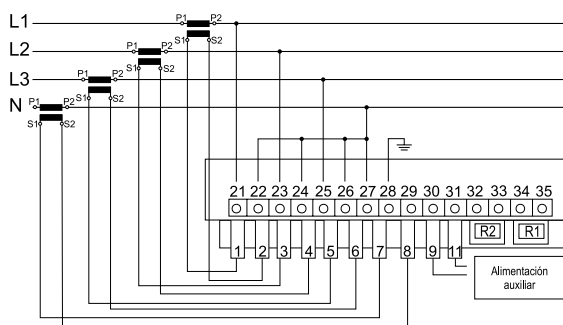 L1 P1 P2
S1 S2
L2 P1 P2
S1 S2
L3 P1 P2
S1 S2
N P1 P2
S1 S2
21 22 23 24 25 26 27 28 29 30 31 32 33 34 35
R2 R1
1 2 3 4 5 6 7 8 9 11
Alimentación
auxiliar